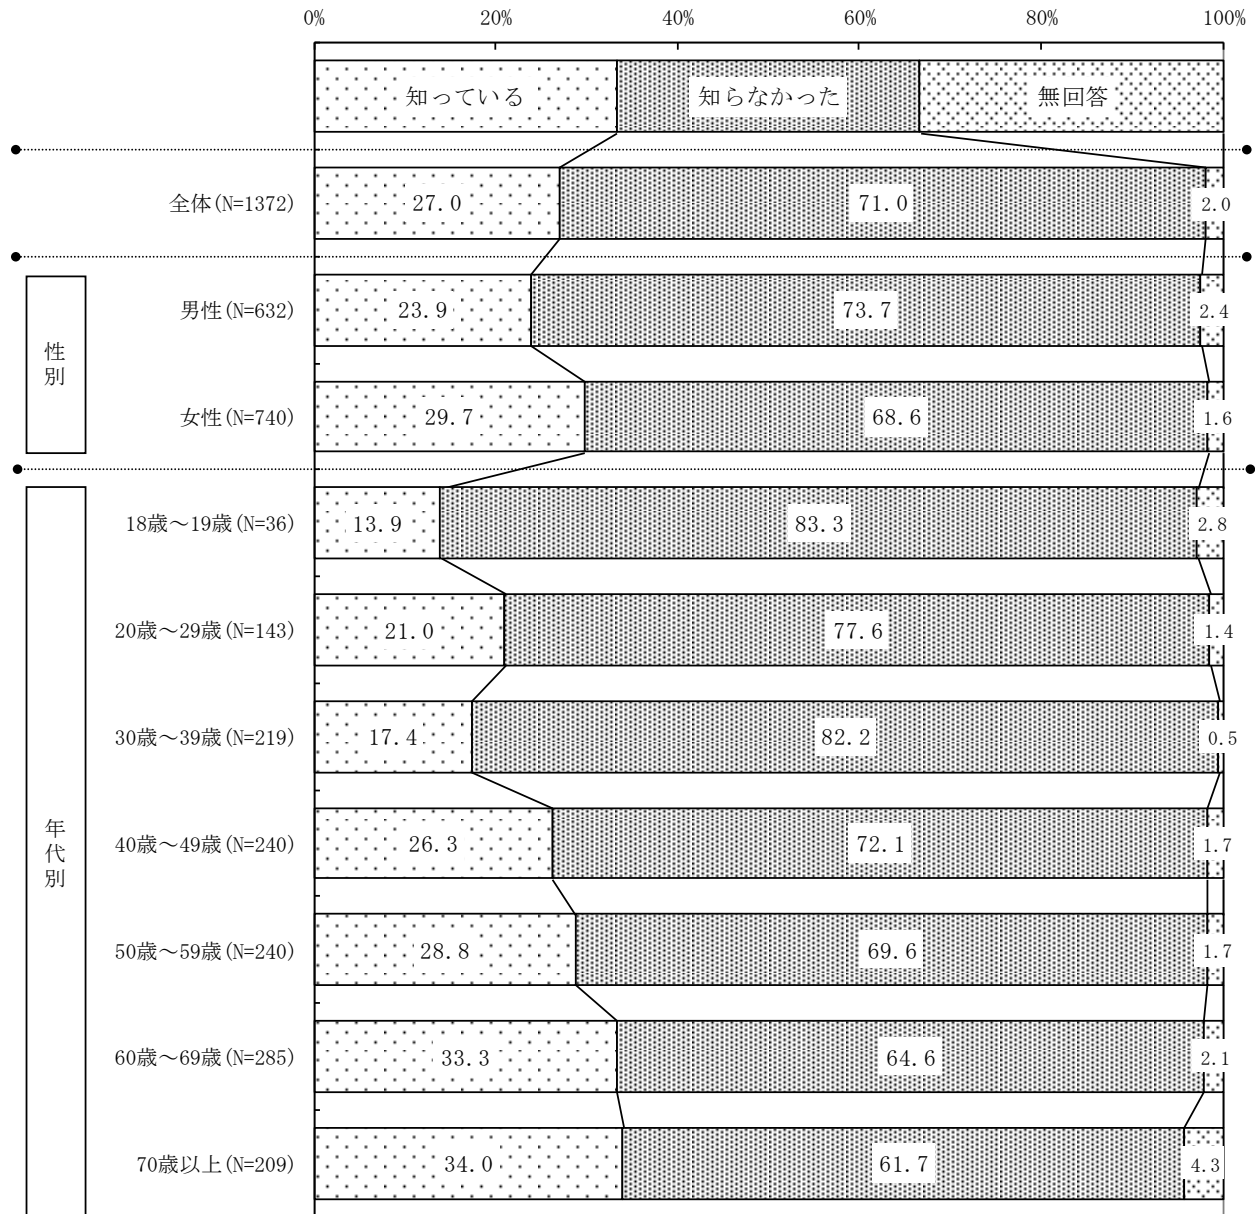 0% 20% 40% 60% 80% 100%
知っている 知らなかった 無回答
全体(N=1372) 27.0 71.0 2.0
性別
男性(N=632) 23.9 73.7 2.4
女性(N=740) 29.7 68.6 1.6
年代別
18歳～19歳(N=36) 13.9 83.3 2.8
20歳～29歳(N=143) 21.0 77.6 1.4
30歳～39歳(N=219) 17.4 82.2 0.5
40歳～49歳(N=240) 26.3 72.1 1.7
50歳～59歳(N=240) 28.8 69.6 1.7
60歳～69歳(N=285) 33.3 64.6 2.1
70歳以上(N=209) 34.0 61.7 4.3